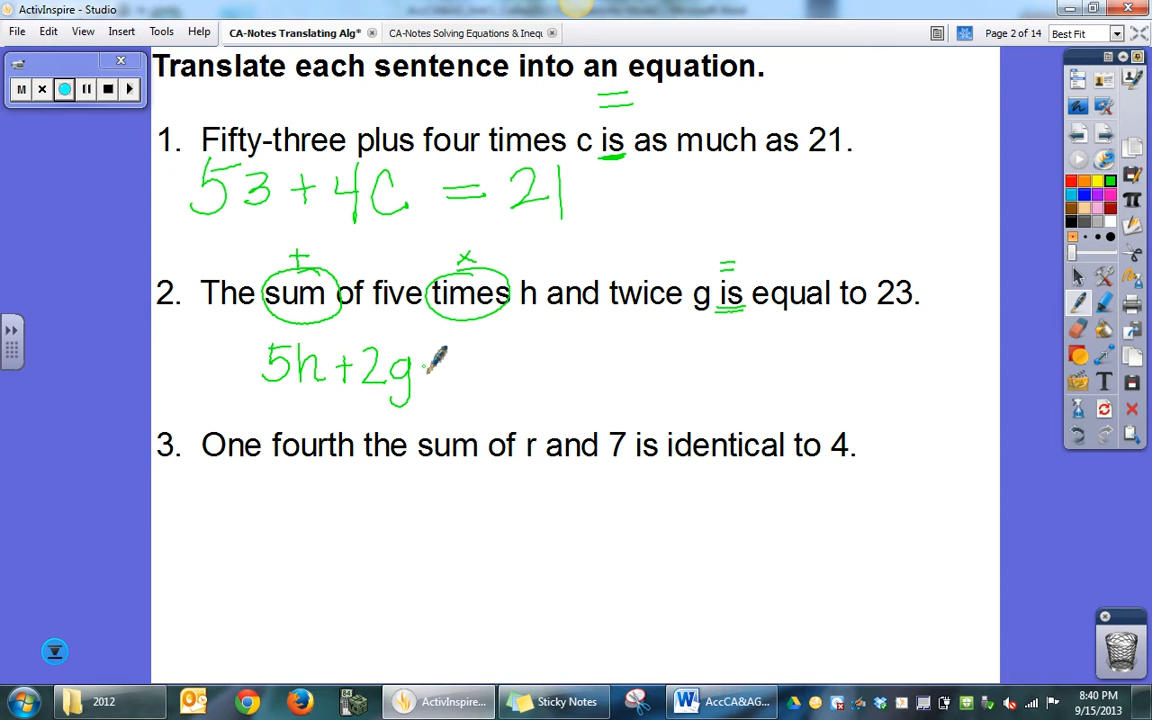 ActivInspire - Studio
File Edit View Insert Tools Help
CA-Notes Translating Alg* CA-Notes Solving Equations & Inequ
Page 2 of 14 Best Fit
M
Translate each sentence into an equation.
=
1. Fifty-three plus four times c is as much as 21.
53 + 4C = 21
+ × =
2. The sum of five times h and twice g is equal to 23.
5h + 2g
3. One fourth the sum of r and 7 is identical to 4.
2012 ActivInspire... Sticky Notes AccCA&AG...
8:40 PM
9/15/2013